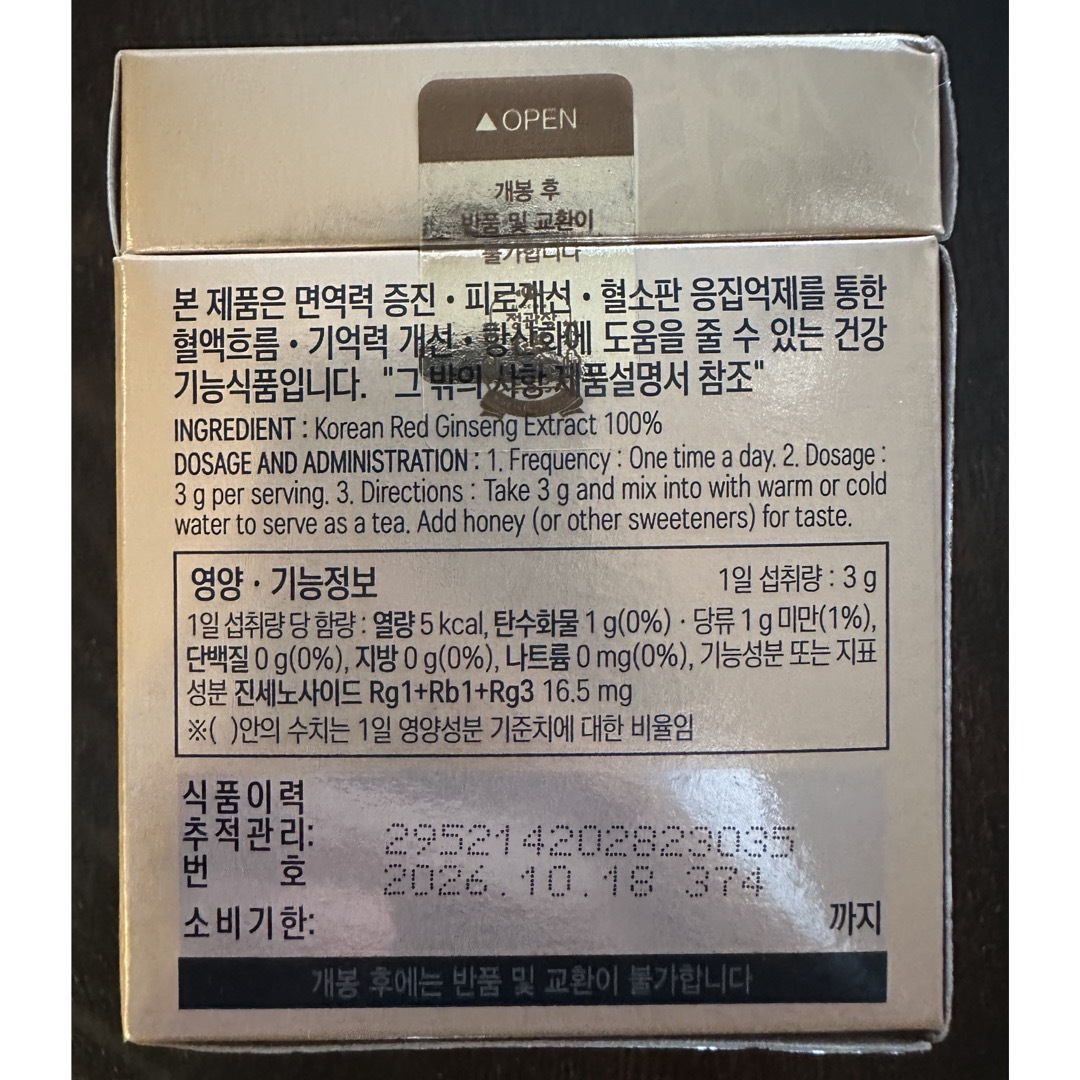 ▲OPEN
개봉 후
반품 및 교환이
불가합니다
정관장
본 제품은 면역력 증진 · 피로개선 · 혈소판 응집억제를 통한
혈액흐름 · 기억력 개선 · 항산화에 도움을 줄 수 있는 건강
기능식품입니다. "그 밖의 사항 제품설명서 참조"
INGREDIENT : Korean Red Ginseng Extract 100%
DOSAGE AND ADMINISTRATION : 1. Frequency : One time a day. 2. Dosage :
3 g per serving. 3. Directions : Take 3 g and mix into with warm or cold
water to serve as a tea. Add honey (or other sweeteners) for taste.
영양 · 기능정보 1일 섭취량 : 3 g
1일 섭취량 당 함량 : 열량 5 kcal, 탄수화물 1 g(0%) · 당류 1 g 미만(1%),
단백질 0 g(0%), 지방 0 g(0%), 나트륨 0 mg(0%), 기능성분 또는 지표
성분 진세노사이드 Rg1+Rb1+Rg3 16.5 mg
※( )안의 수치는 1일 영양성분 기준치에 대한 비율임
식품이력
추적관리:
번 호
295214202823035
2026.10.18 374
소비기한: 까지
개봉 후에는 반품 및 교환이 불가합니다